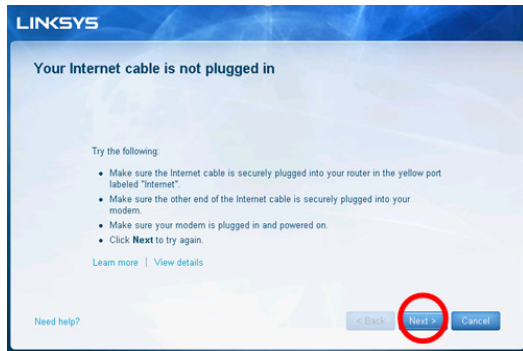 LINKSYS
Your Internet cable is not plugged in
Try the following:
• Make sure the Internet cable is securely plugged into your router in the yellow port
labeled "Internet".
• Make sure the other end of the Internet cable is securely plugged into your
modem.
• Make sure your modem is plugged in and powered on.
• Click Next to try again.
Learn more | View details
Need help? < Back Next > Cancel